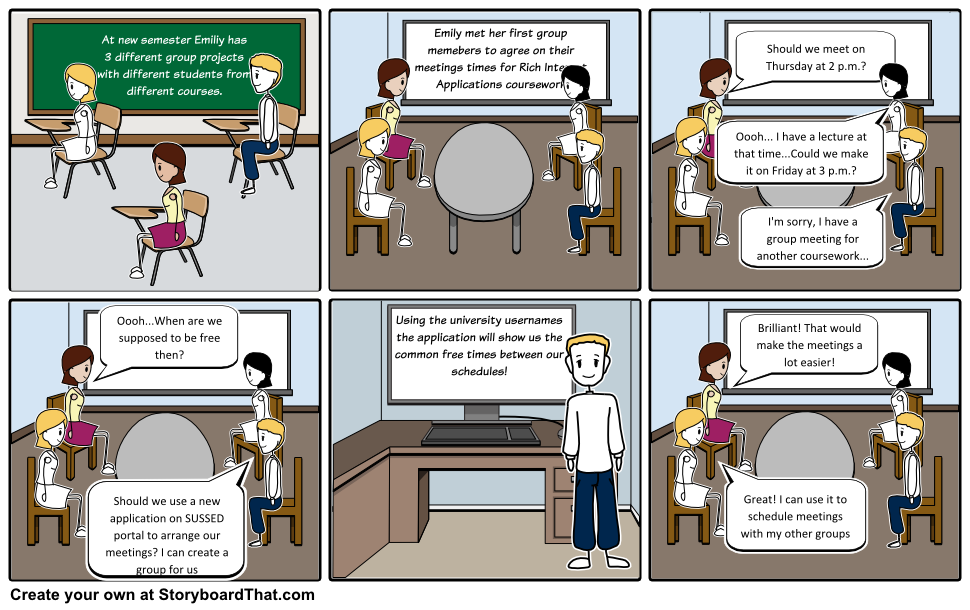 At new semester Emiliy has
3 different group projects
with different students from
different courses.
Emily met her first group
memebers to agree on their
meetings times for Rich
Applications coursework
Should we meet on
Thursday at 2 p.m.?
Oooh... I have a lecture at
that time...Could we make
it on Friday at 3 p.m.?
I'm sorry, I have a
group meeting for
another coursework...
Oooh...When are we
supposed to be free
then?
Should we use a new
application on SUSSED
portal to arrange our
meetings? I can create a
group for us
Using the university usernames
the application will show us the
common free times between our
schedules!
Brilliant! That would
make the meetings a
lot easier!
Great! I can use it to
schedule meetings
with my other groups
Create your own at StoryboardThat.com